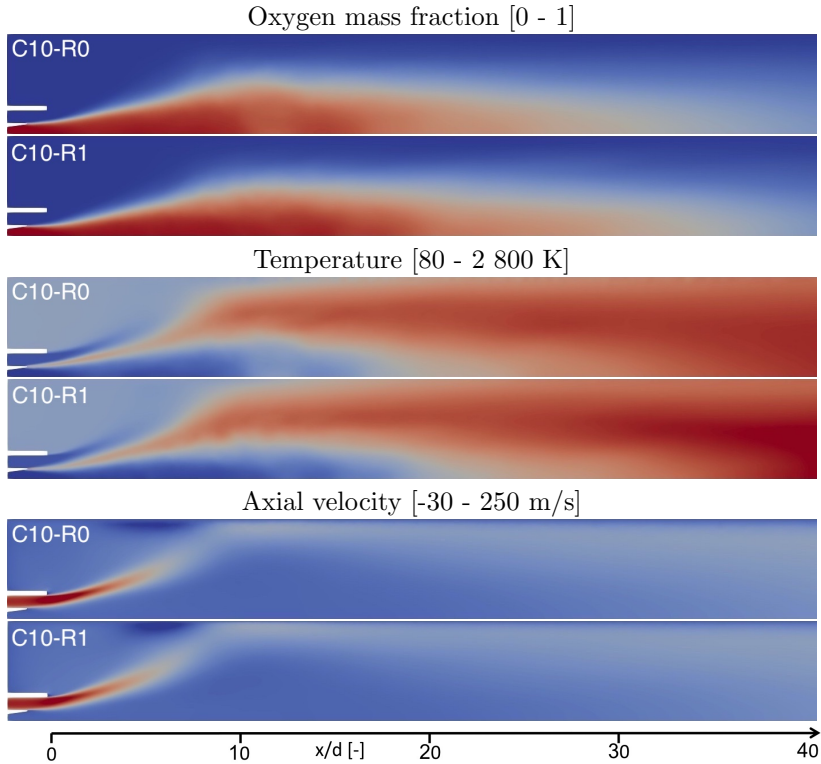 Oxygen mass fraction [0 - 1]
C10-R0
C10-R1
Temperature [80 - 2 800 K]
C10-R0
C10-R1
Axial velocity [-30 - 250 m/s]
C10-R0
C10-R1
0 10 x/d [-] 20 30 40